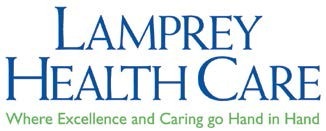 LAMPREY
HEALTH CARE
Where Excellence and Caring go Hand in Hand